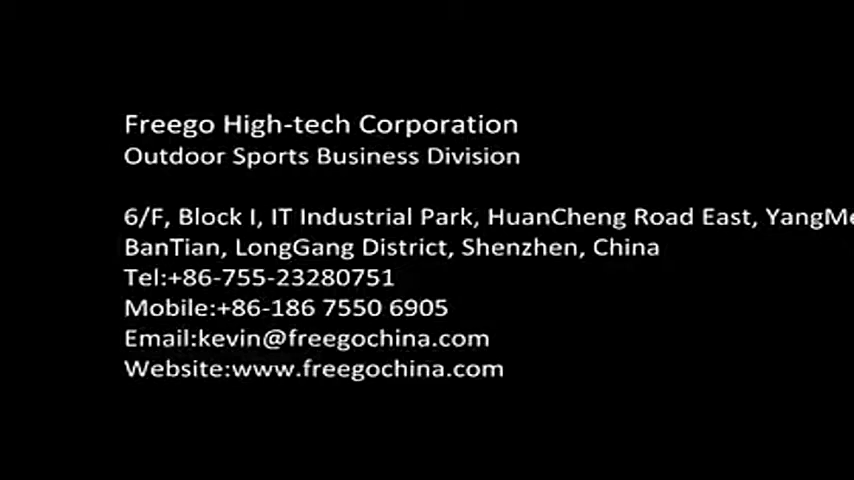 Freego High-tech Corporation
Outdoor Sports Business Division
6/F, Block I, IT Industrial Park, HuanCheng Road East,
BanTian, LongGang District, Shenzhen, China
Tel:+86-755-23280751
Mobile:+86-186 7550 6905
Email:kevin@freegochina.com
Website:www.freegochina.com